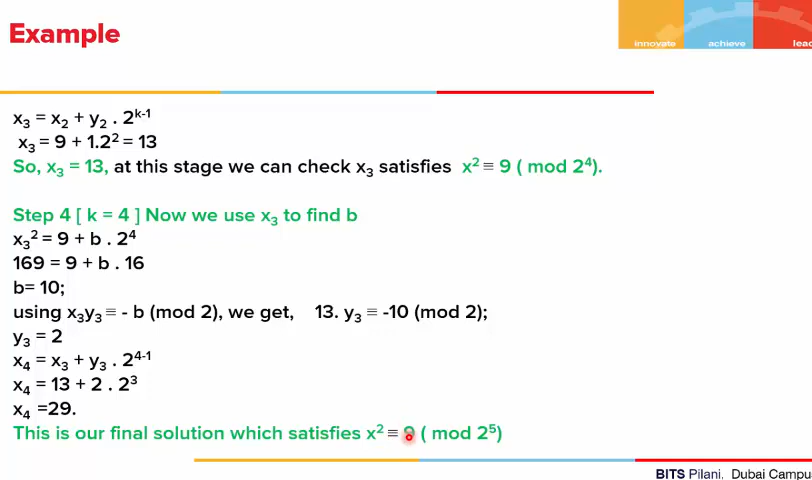 Example
innovate achieve lead
x₃ = x₂ + y₂ . 2ᵏ⁻¹
x₃ = 9 + 1.2² = 13
So, x₃ = 13, at this stage we can check x₃ satisfies x² ≡ 9 ( mod 2⁴).
Step 4 [ k = 4 ] Now we use x₃ to find b
x₃² = 9 + b . 2⁴
169 = 9 + b . 16
b= 10;
using x₃y₃ ≡ - b (mod 2), we get, 13. y₃ ≡ -10 (mod 2);
y₃ = 2
x₄ = x₃ + y₃ . 2⁴⁻¹
x₄ = 13 + 2 . 2³
x₄ =29.
This is our final solution which satisfies x² ≡ 9 ( mod 2⁵)
BITS Pilani, Dubai Campu